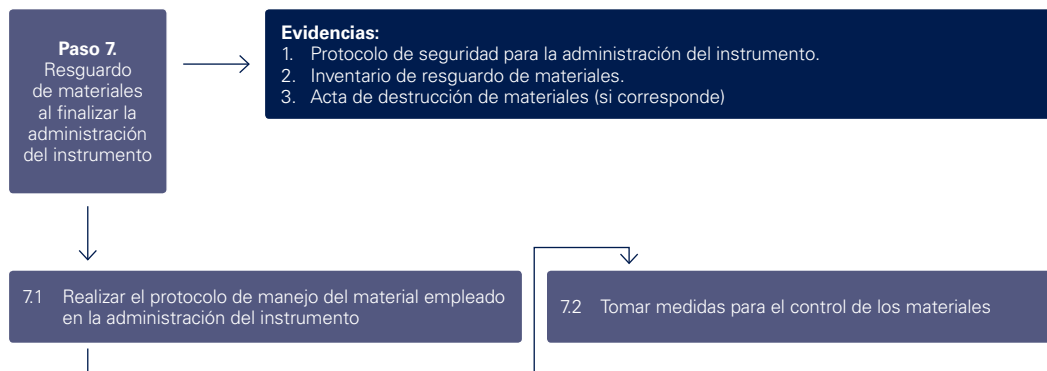 Paso 7.
Resguardo
de materiales
al finalizar la
administración
del instrumento
Evidencias:
1. Protocolo de seguridad para la administración del instrumento.
2. Inventario de resguardo de materiales.
3. Acta de destrucción de materiales (si corresponde)
7.1 Realizar el protocolo de manejo del material empleado
en la administración del instrumento
7.2 Tomar medidas para el control de los materiales